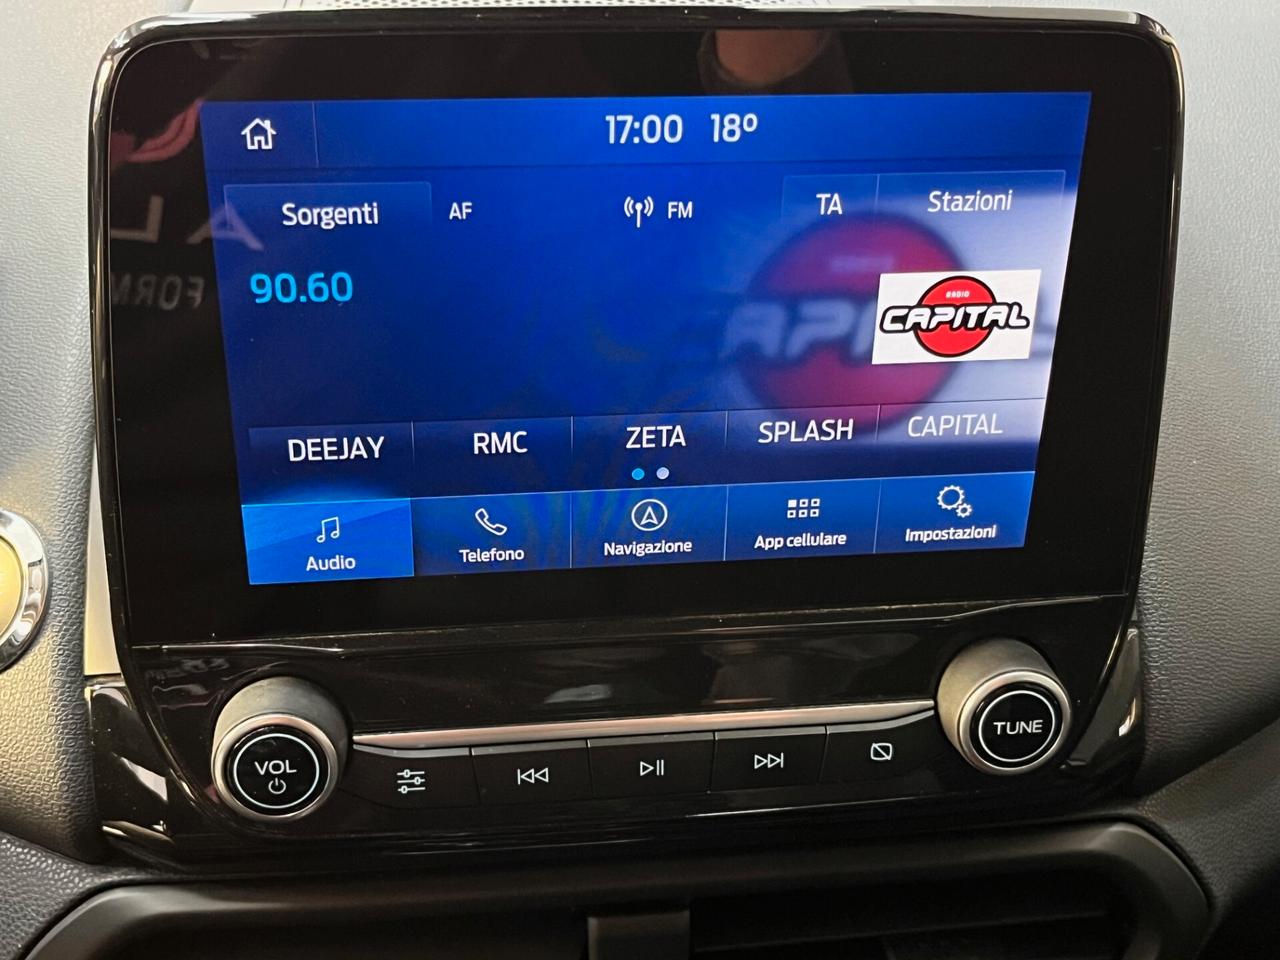 17:00 18º
Sorgenti AF FM TA Stazioni
90.60
RADIO
CAPITAL
DEEJAY RMC ZETA SPLASH CAPITAL
Audio Telefono Navigazione App cellulare Impostazioni
VOL TUNE